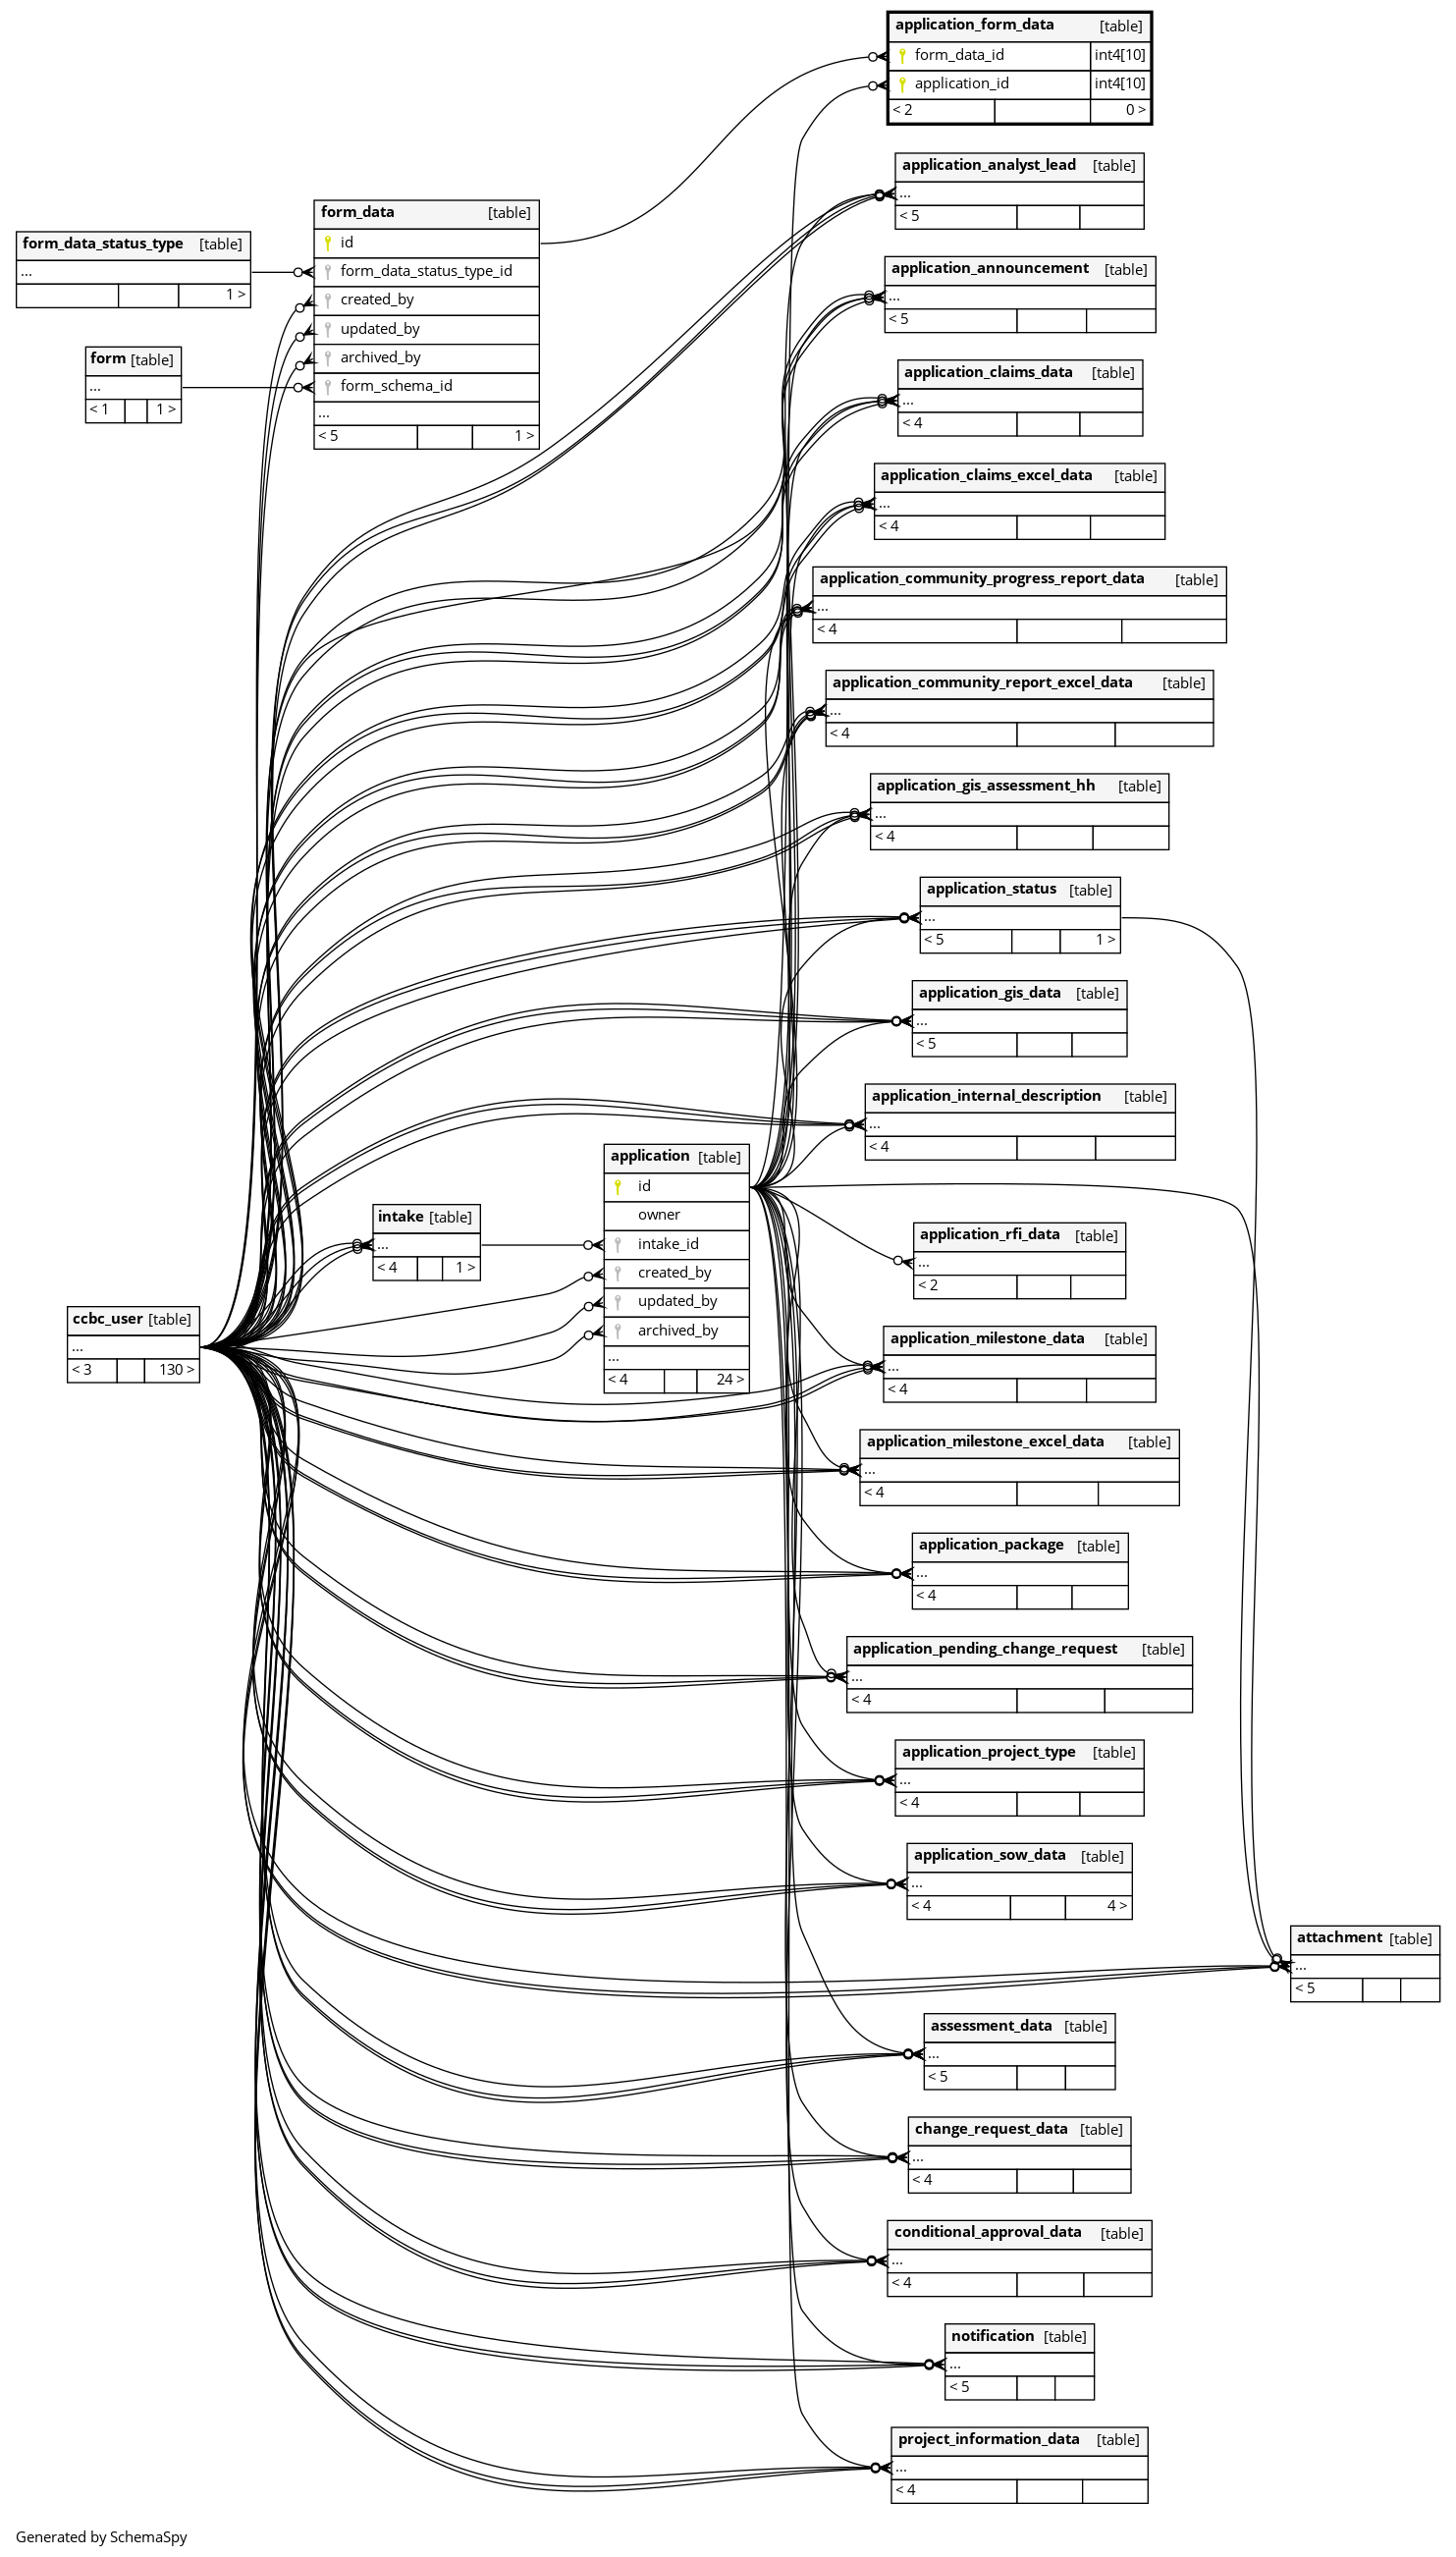 application_form_data [table]
form_data_id int4[10]
application_id int4[10]
< 2 0 >
application_analyst_lead [table]
...
< 5
form_data [table]
id
form_data_status_type_id
created_by
updated_by
archived_by
form_schema_id
...
< 5 1 >
form_data_status_type [table]
...
1 >
form [table]
...
< 1 1 >
application_announcement [table]
...
< 5
application_claims_data [table]
...
< 4
application_claims_excel_data [table]
...
< 4
application_community_progress_report_data [table]
...
< 4
application_community_report_excel_data [table]
...
< 4
application_gis_assessment_hh [table]
...
< 4
application_status [table]
...
< 5 1 >
application_gis_data [table]
...
< 5
application_internal_description [table]
...
< 4
application [table]
id
owner
intake_id
created_by
updated_by
archived_by
...
< 4 24 >
intake [table]
...
< 4 1 >
ccbc_user [table]
...
< 3 130 >
application_rfi_data [table]
...
< 2
application_milestone_data [table]
...
< 4
application_milestone_excel_data [table]
...
< 4
application_package [table]
...
< 4
application_pending_change_request [table]
...
< 4
application_project_type [table]
...
< 4
application_sow_data [table]
...
< 4 4 >
attachment [table]
...
< 5
assessment_data [table]
...
< 5
change_request_data [table]
...
< 4
conditional_approval_data [table]
...
< 4
notification [table]
...
< 5
project_information_data [table]
...
< 4
Generated by SchemaSpy